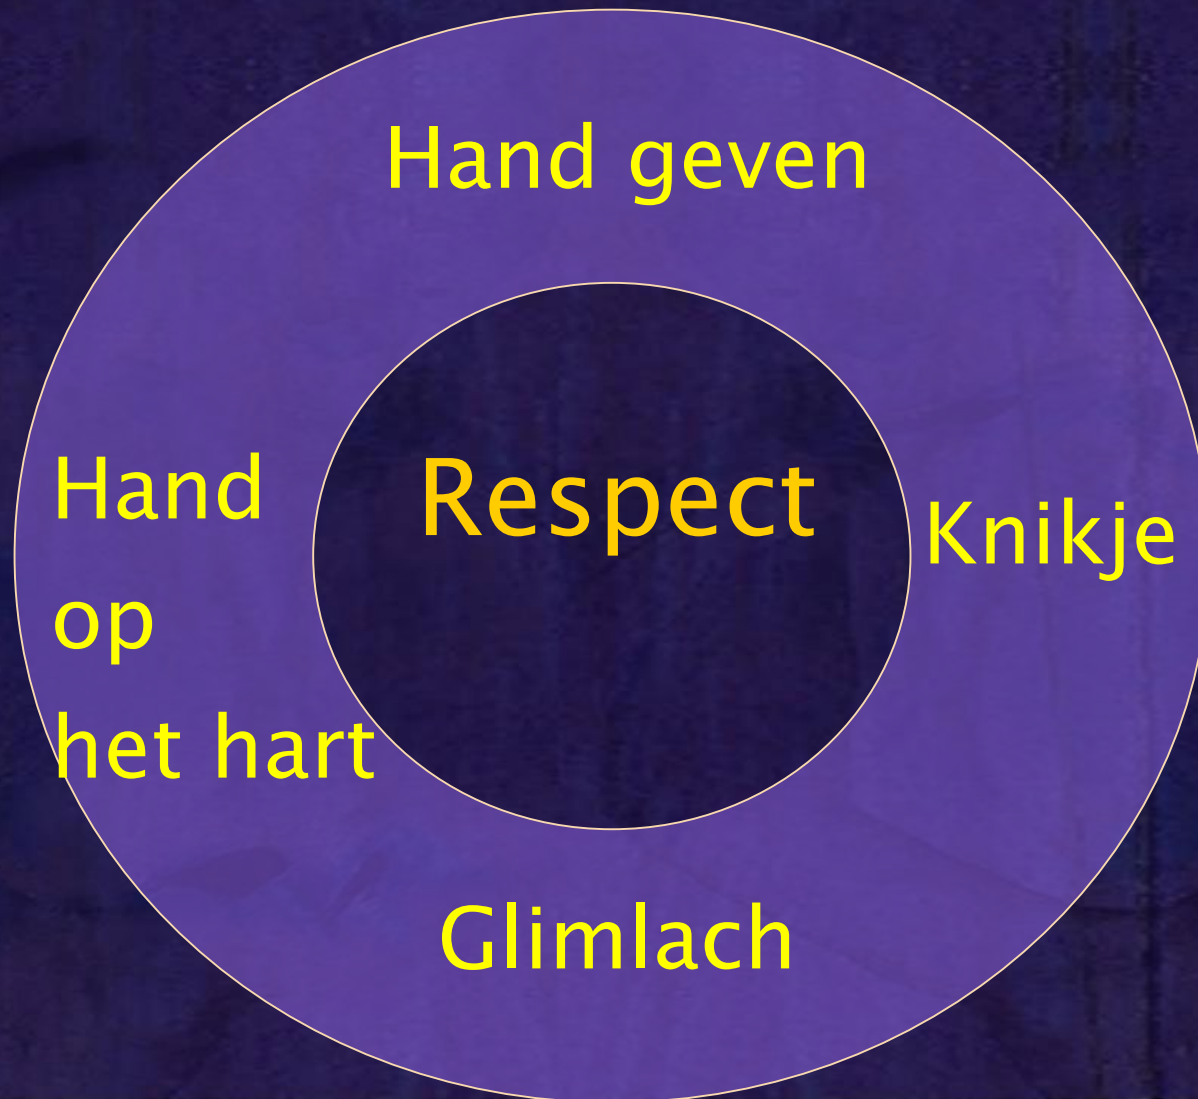 Hand geven
Hand
op
het hart
Respect
Knikje
Glimlach